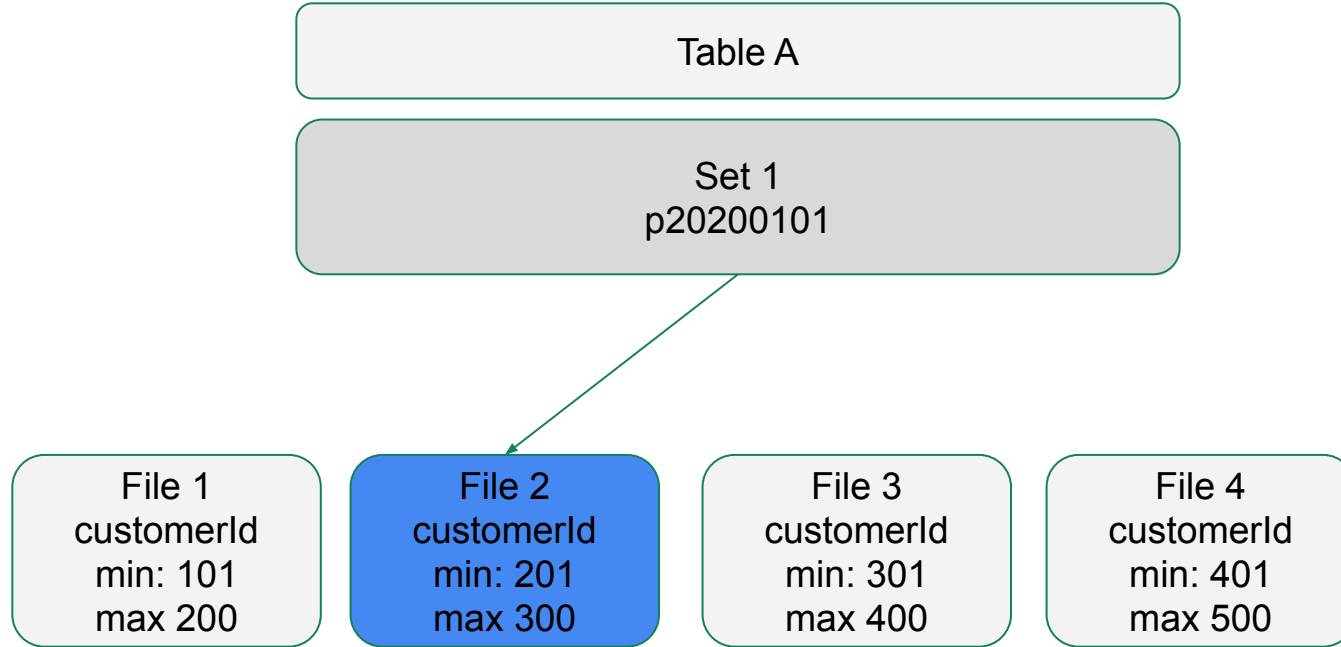 Table A
Set 1
p20200101
File 1
customerId
min: 101
max 200
File 2
customerId
min: 201
max 300
File 3
customerId
min: 301
max 400
File 4
customerId
min: 401
max 500